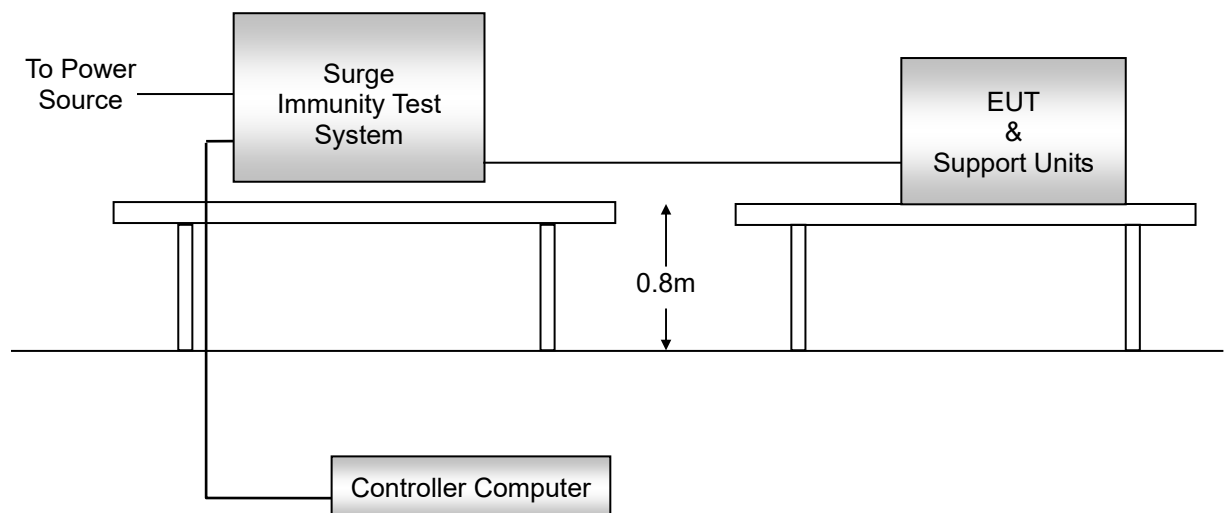 To Power
Source
Surge
Immunity Test
System
EUT
&
Support Units
0.8m
Controller Computer